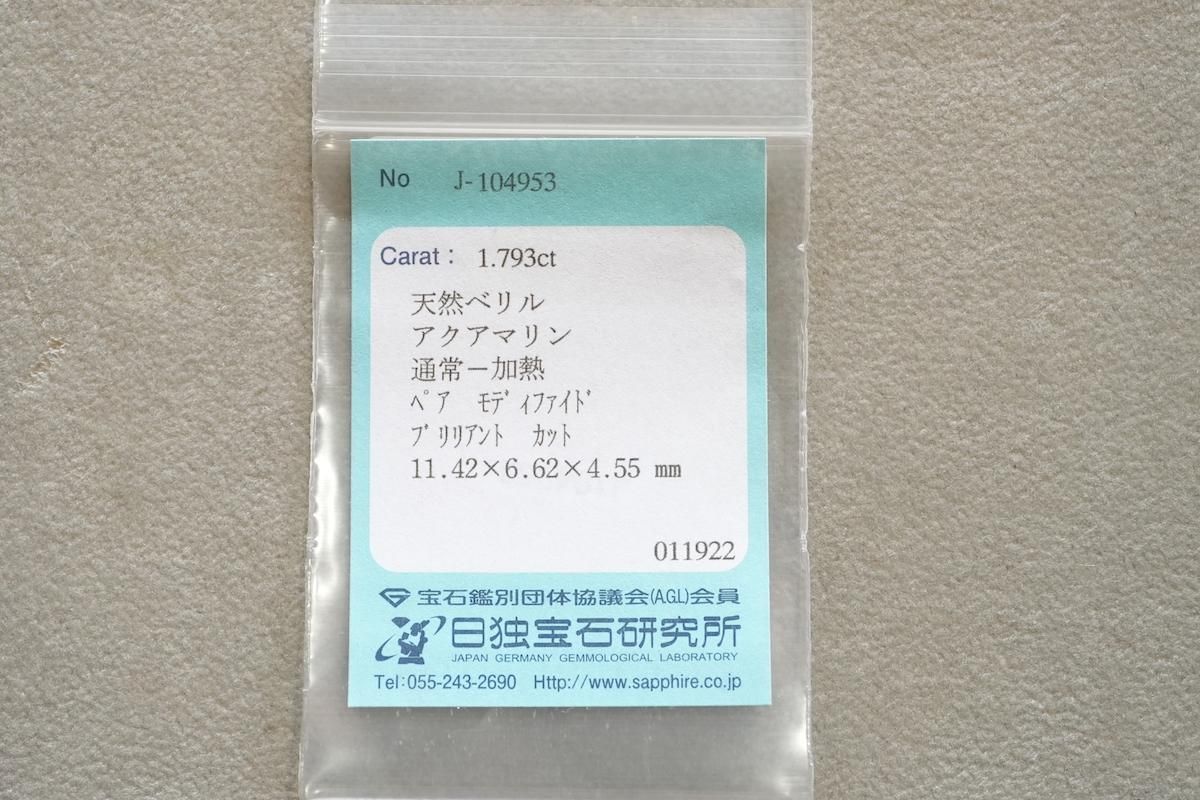 No J-104953
Carat: 1.793ct
天然ベリル
アクアマリン
通常－加熱
ﾍﾟｱ ﾓﾃﾞｨﾌｧｲﾄﾞ
ﾌﾞﾘﾘｱﾝﾄ ｶｯﾄ
11.42×6.62×4.55 mm
011922
宝石鑑別団体協議会(A.G.L)会員
日独宝石研究所
JAPAN GERMANY GEMMOLOGICAL LABORATORY
Tel:055-243-2690 Http://www.sapphire.co.jp